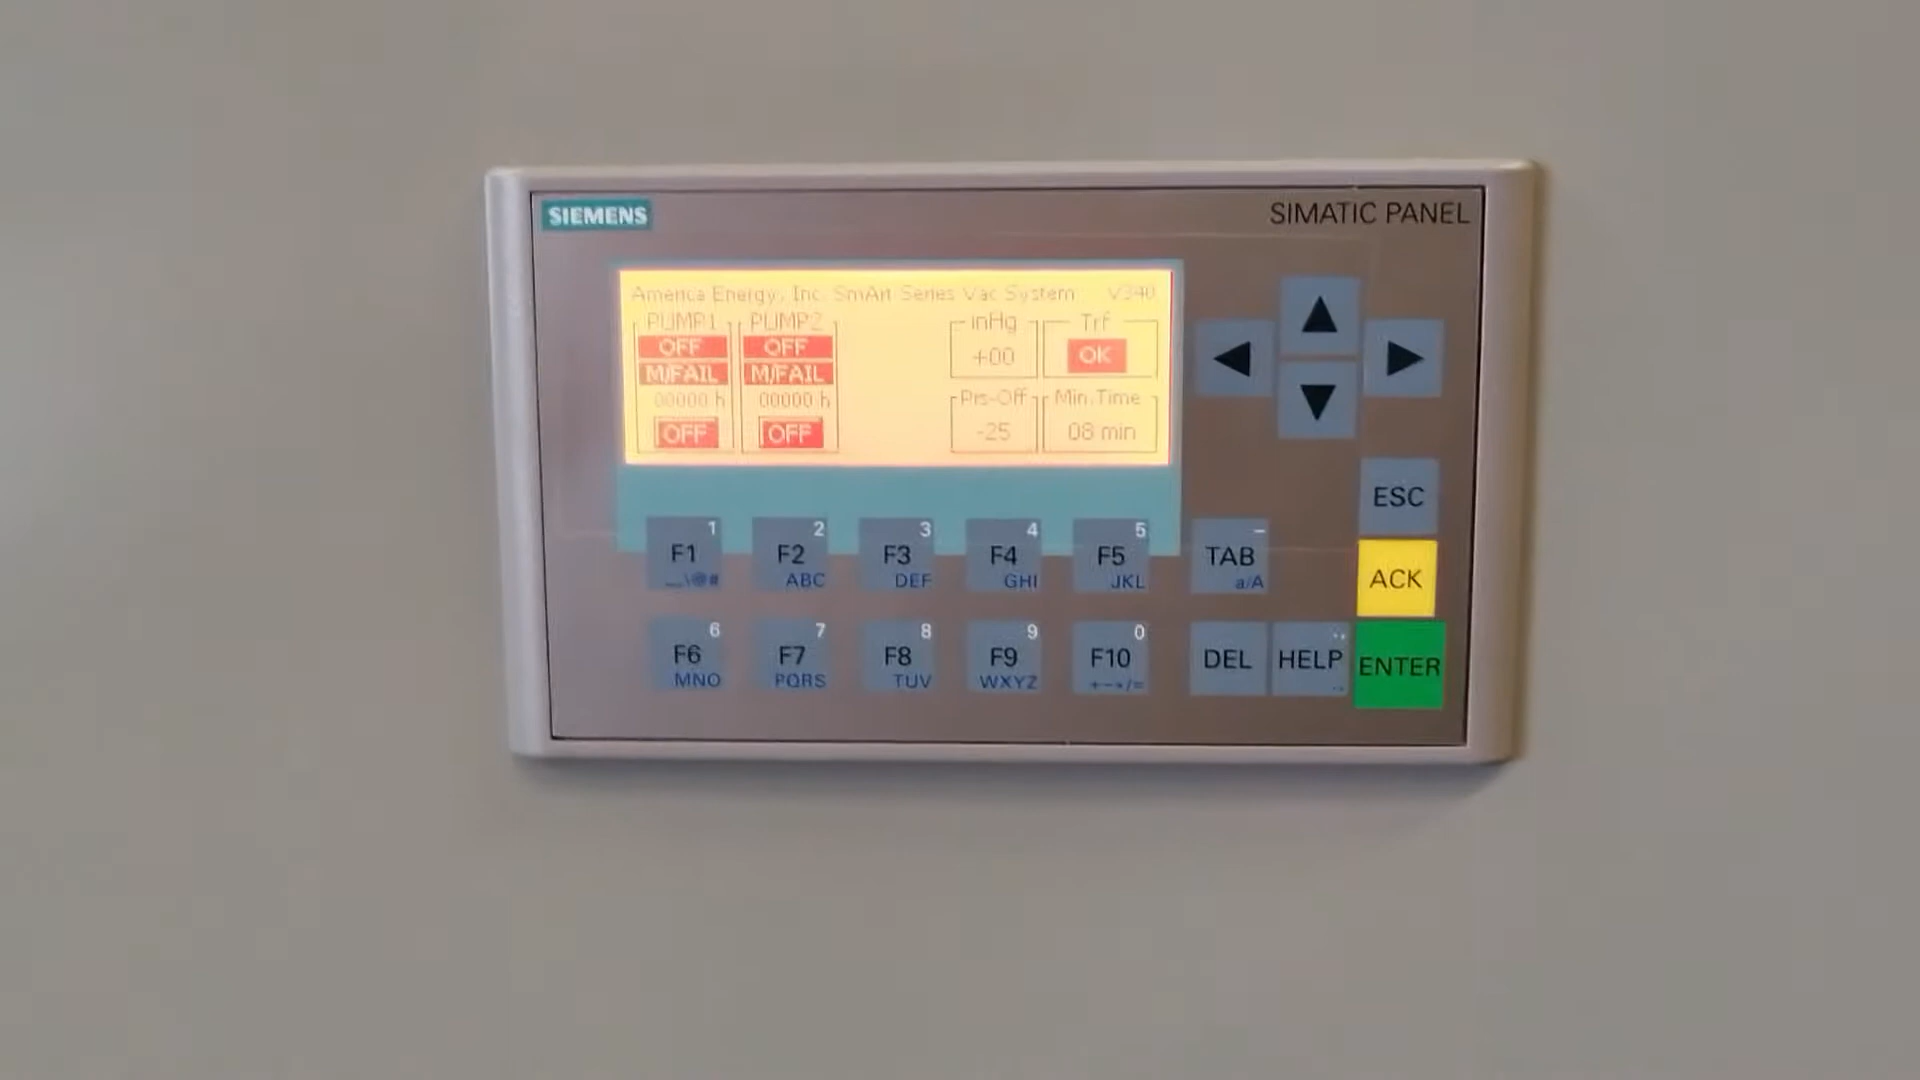 SIEMENS
SIMATIC PANEL
America Energy, Inc. SmArt Series Vac System V340
PUMP1 PUMP2 inHg Trf
OFF OFF +00 OK
M/FAIL M/FAIL
00000 h 00000 h Prs-Off Min.Time
OFF OFF -25 08 min
ESC
1 2 3 4 5 –
F1 F2 F3 F4 F5 TAB
_.\@# ABC DEF GHI JKL a/A
ACK
6 7 8 9 0
F6 F7 F8 F9 F10 DEL HELP ENTER
MNO PQRS TUV WXYZ